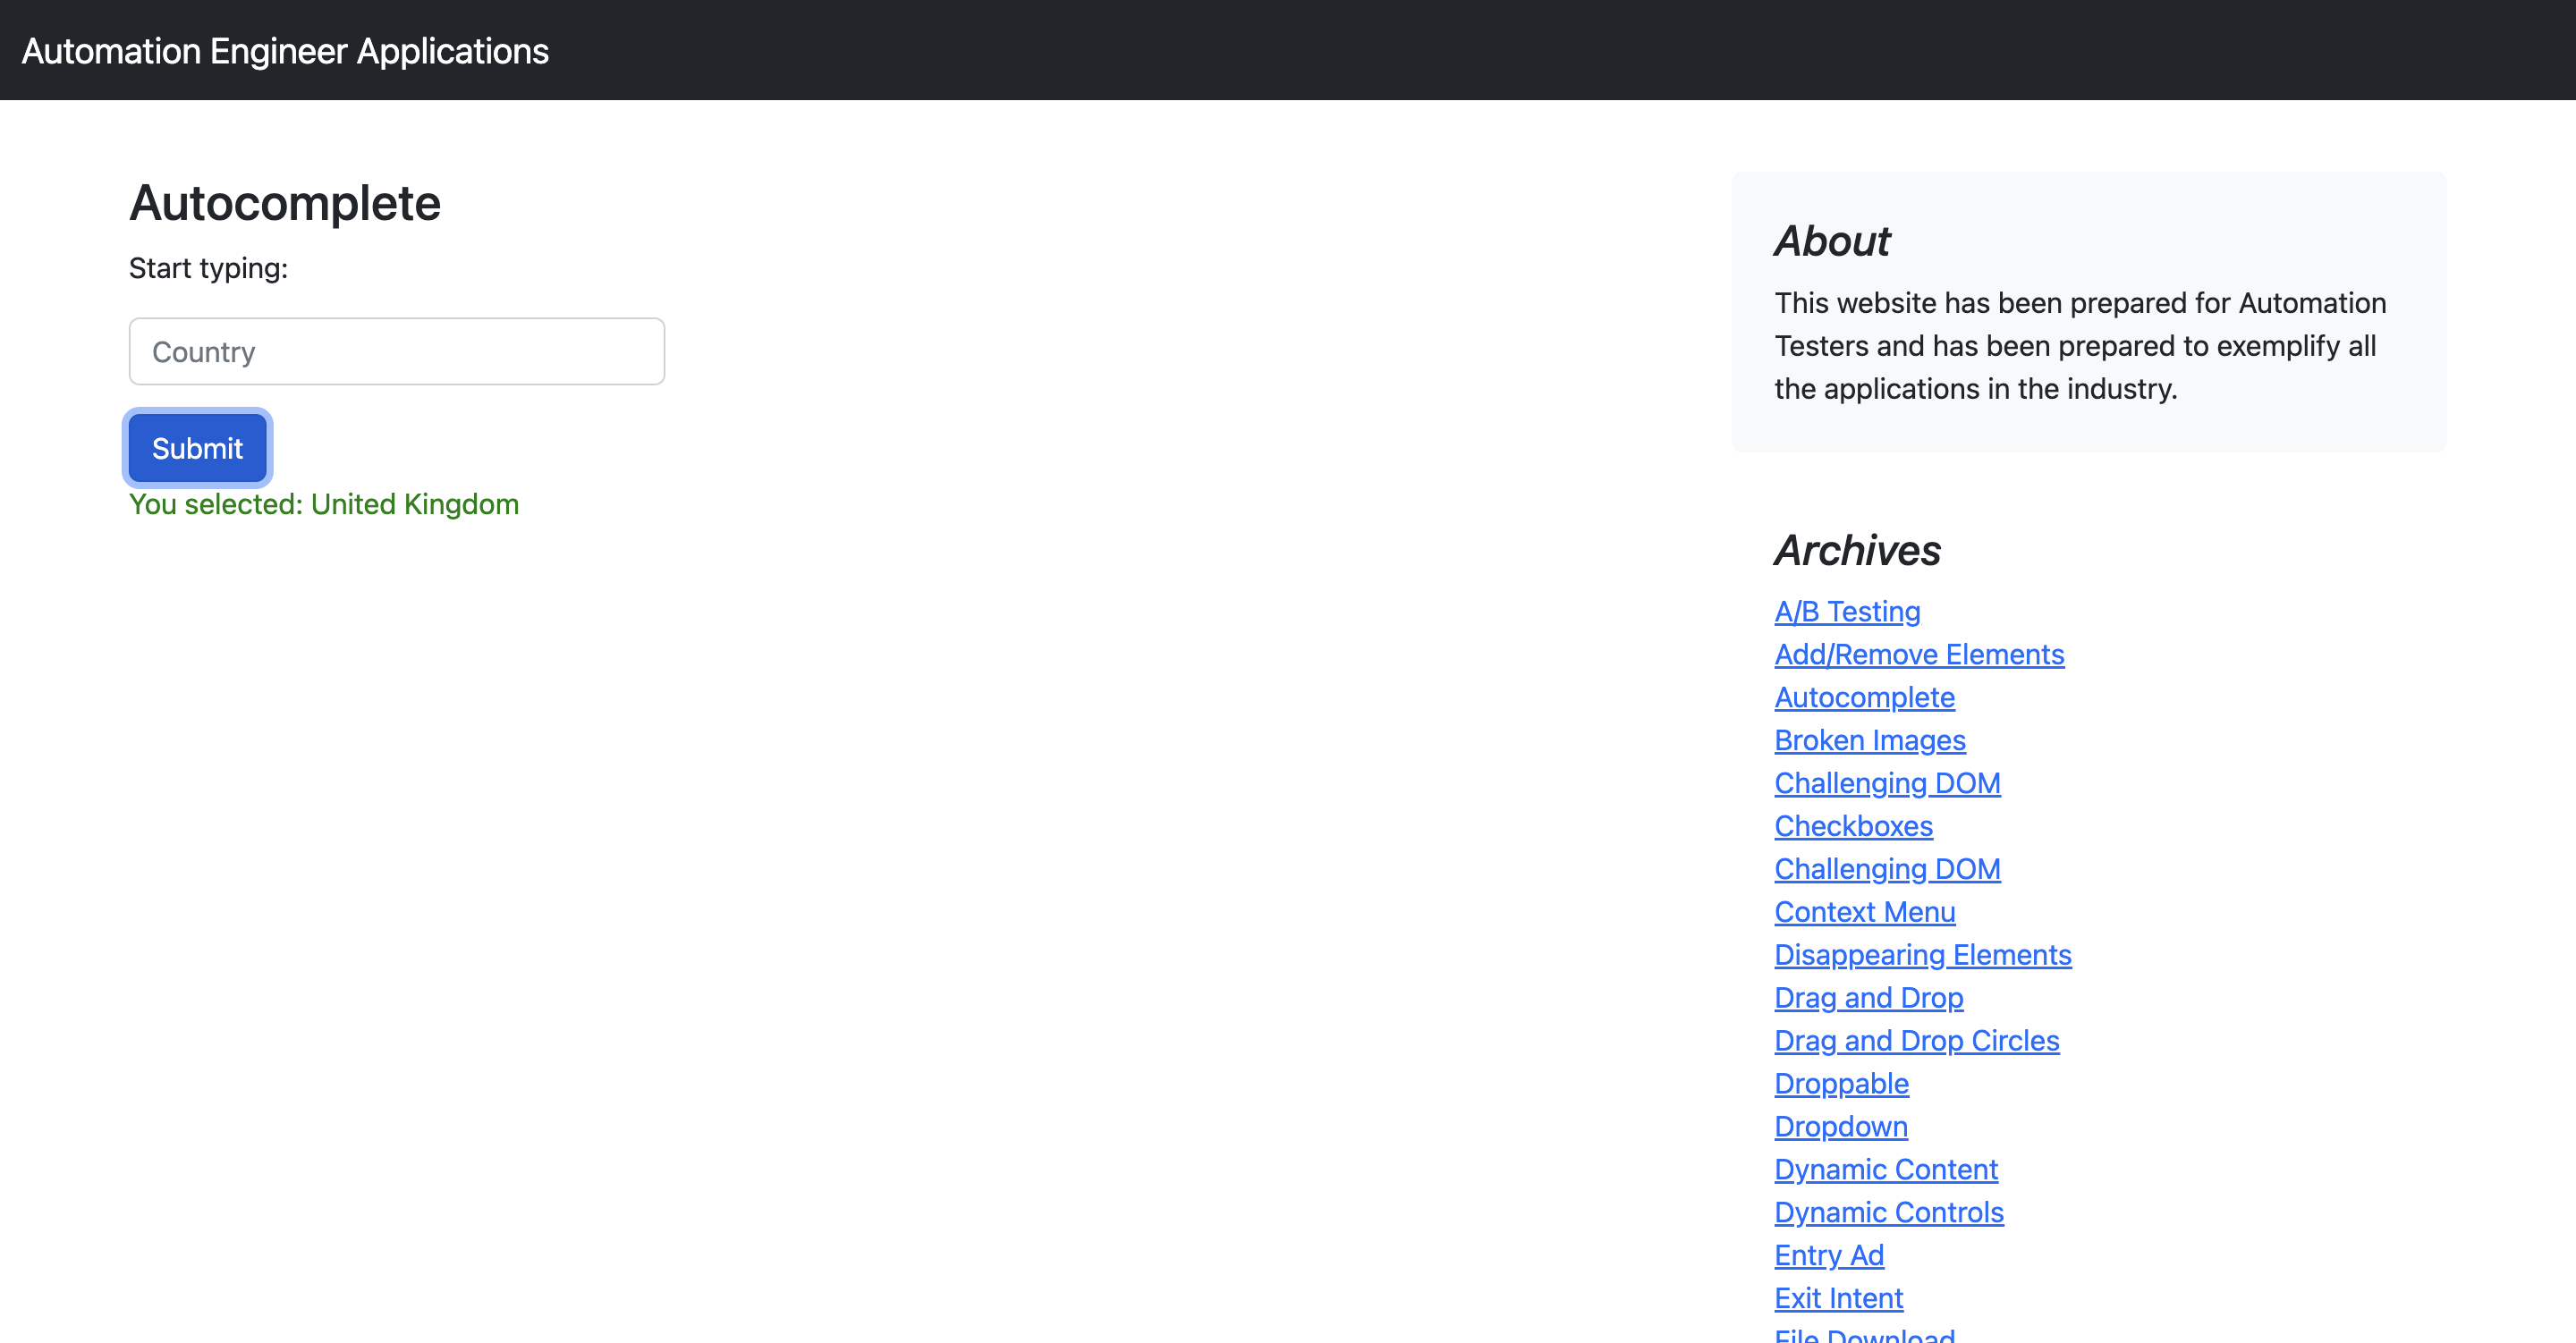 Automation Engineer Applications
Autocomplete
Start typing:
Country
Submit
You selected: United Kingdom
About
This website has been prepared for Automation
Testers and has been prepared to exemplify all
the applications in the industry.
Archives
A/B Testing
Add/Remove Elements
Autocomplete
Broken Images
Challenging DOM
Checkboxes
Challenging DOM
Context Menu
Disappearing Elements
Drag and Drop
Drag and Drop Circles
Droppable
Dropdown
Dynamic Content
Dynamic Controls
Entry Ad
Exit Intent
File Download